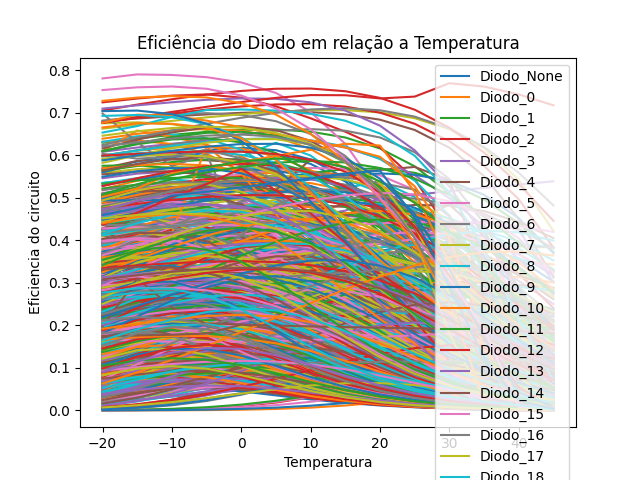 Eficiência do Diodo em relação a Temperatura
Eficiencia do circuito
0.8
0.7
0.6
0.5
0.4
0.3
0.2
0.1
0.0
−20
−10
0
10
20
30
40
Temperatura
Diodo_None
Diodo_0
Diodo_1
Diodo_2
Diodo_3
Diodo_4
Diodo_5
Diodo_6
Diodo_7
Diodo_8
Diodo_9
Diodo_10
Diodo_11
Diodo_12
Diodo_13
Diodo_14
Diodo_15
Diodo_16
Diodo_17
Diodo_18